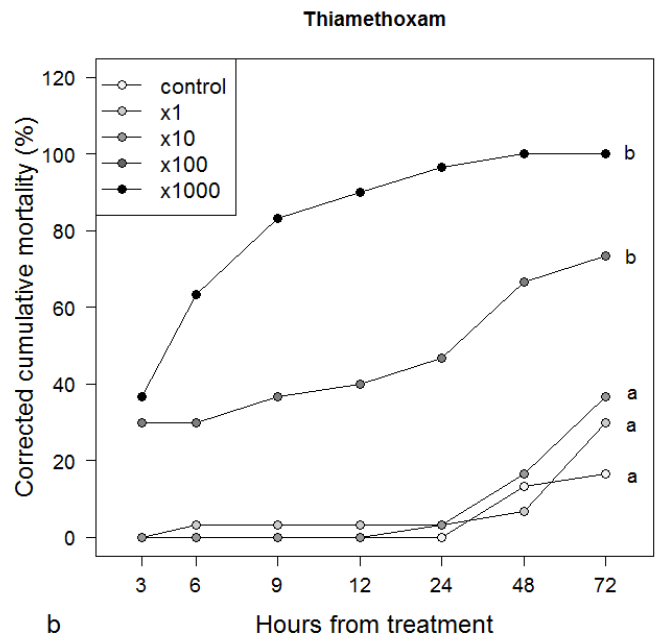 Thiamethoxam
Corrected cumulative mortality (%)
120
100
80
60
40
20
0
control
x1
x10
x100
x1000
b
b
a
a
a
3 6 9 12 24 48 72
b Hours from treatment